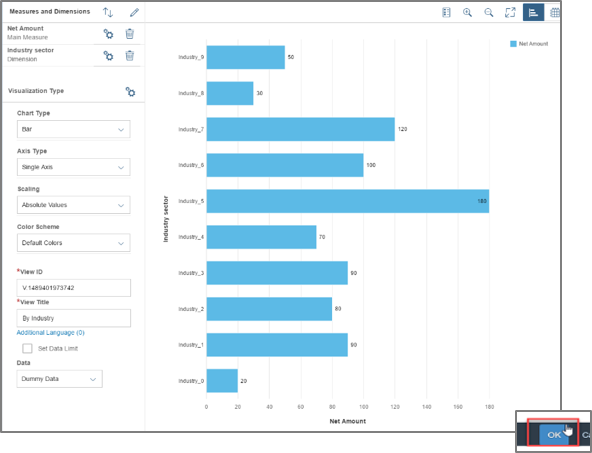 Measures and Dimensions
Net Amount
Main Measure
Industry sector
Dimension
Visualization Type
Chart Type
Bar
Axis Type
Single Axis
Scaling
Absolute Values
Color Scheme
Default Colors
*View ID
V.1489401973742
*View Title
By Industry
Additional Language (0)
Set Data Limit
Data
Dummy Data
Net Amount
Industry sector
Industry_9
50
Industry_8
30
Industry_7
120
Industry_6
100
Industry_5
180
Industry_4
70
Industry_3
90
Industry_2
80
Industry_1
90
Industry_0
20
0 20 40 60 80 100 120 140 160 180
Net Amount
OK
Ca